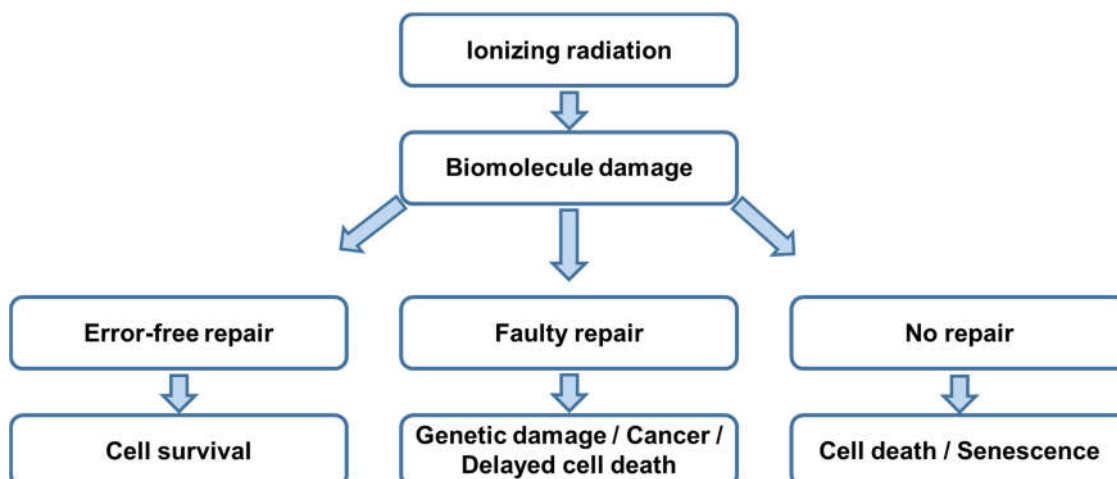 Ionizing radiation
Biomolecule damage
Error-free repair
Faulty repair
No repair
Cell survival
Genetic damage / Cancer /
Delayed cell death
Cell death / Senescence